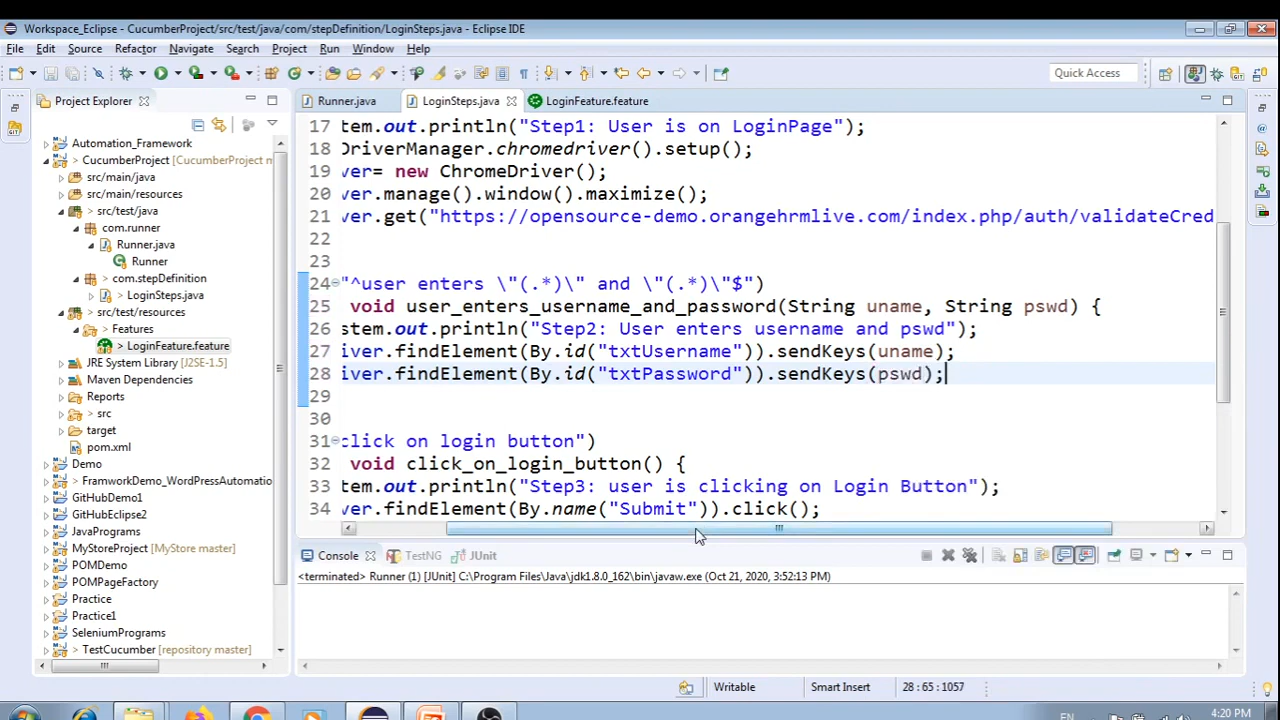 Workspace_Eclipse - CucumberProject/src/test/java/com/stepDefinition/LoginSteps.java - Eclipse IDE
File Edit Source Refactor Navigate Search Project Run Window Help
Quick Access
Project Explorer
Runner.java LoginSteps.java LoginFeature.feature
Automation_Framework
CucumberProject [CucumberProject m
src/main/java
src/main/resources
src/test/java
com.runner
Runner.java
Runner
com.stepDefinition
LoginSteps.java
src/test/resources
Features
> LoginFeature.feature
JRE System Library [J2SE-1.5]
Maven Dependencies
Reports
> src
target
pom.xml
Demo
> FramworkDemo_WordPressAutomation
GitHubDemo1
GitHubEclipse2
JavaPrograms
MyStoreProject [MyStore master]
POMDemo
POMPageFactory
Practice
Practice1
SeleniumPrograms
> TestCucumber [repository master]
17 tem.out.println("Step1: User is on LoginPage");
18 DriverManager.chromedriver().setup();
19 ver= new ChromeDriver();
20 ver.manage().window().maximize();
21 ver.get("https://opensource-demo.orangehrmlive.com/index.php/auth/validateCred
22
23
24 "^user enters \"(.*)\" and \"(.*)\"$")
25 void user_enters_username_and_password(String uname, String pswd) {
26 stem.out.println("Step2: User enters username and pswd");
27 iver.findElement(By.id("txtUsername")).sendKeys(uname);
28 iver.findElement(By.id("txtPassword")).sendKeys(pswd);
29
30
31 click on login button")
32 void click_on_login_button() {
33 tem.out.println("Step3: user is clicking on Login Button");
34 ver.findElement(By.name("Submit")).click();
Console TestNG JUnit
<terminated> Runner (1) [JUnit] C:\Program Files\Java\jdk1.8.0_162\bin\javaw.exe (Oct 21, 2020, 3:52:13 PM)
Writable Smart Insert 28 : 65 : 1057
EN 4:20 PM